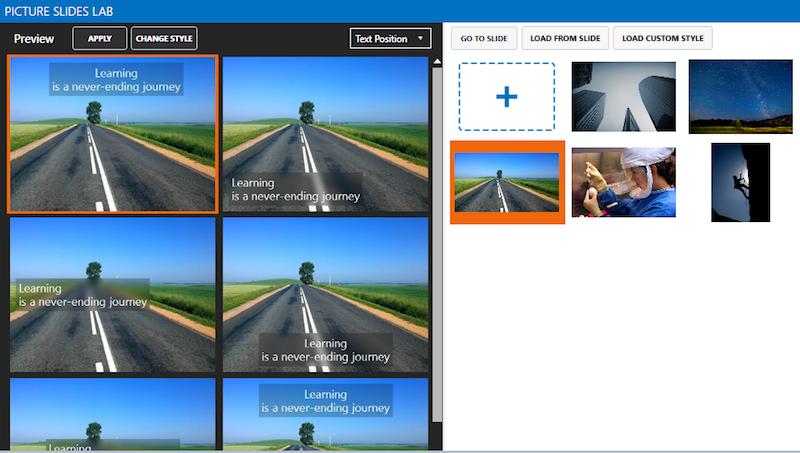 PICTURE SLIDES LAB
Preview
APPLY
CHANGE STYLE
Text Position
GO TO SLIDE
LOAD FROM SLIDE
LOAD CUSTOM STYLE
Learning
is a never-ending journey
Learning
is a never-ending journey
Learning
is a never-ending journey
Learning
is a never-ending journey
Learning
Learning
is a never-ending journey